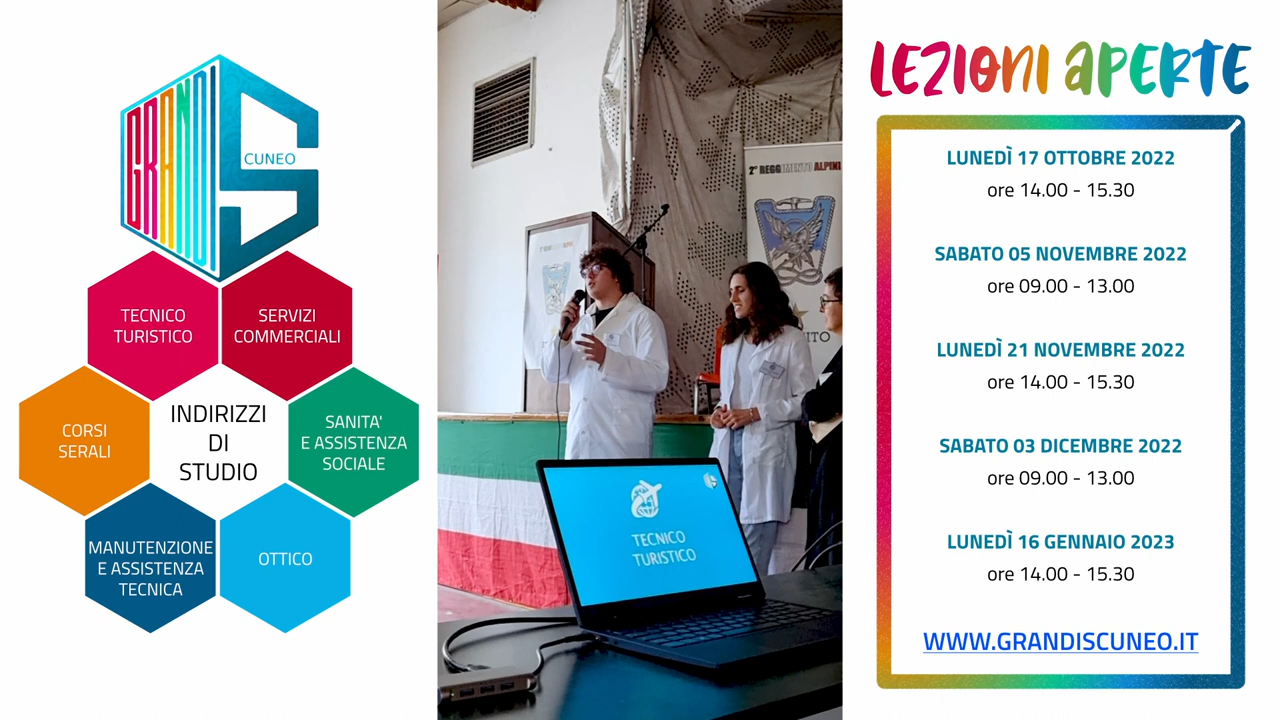 GRANDI
S
CUNEO
TECNICO
TURISTICO
SERVIZI
COMMERCIALI
CORSI
SERALI
INDIRIZZI
DI
STUDIO
SANITA'
E ASSISTENZA
SOCIALE
MANUTENZIONE
E ASSISTENZA
TECNICA
OTTICO
2° REGGIMENTO ALPINI
TECNICO
TURISTICO
LEZIONI APERTE
LUNEDÌ 17 OTTOBRE 2022
ore 14.00 - 15.30
SABATO 05 NOVEMBRE 2022
ore 09.00 - 13.00
LUNEDÌ 21 NOVEMBRE 2022
ore 14.00 - 15.30
SABATO 03 DICEMBRE 2022
ore 09.00 - 13.00
LUNEDÌ 16 GENNAIO 2023
ore 14.00 - 15.30
WWW.GRANDISCUNEO.IT